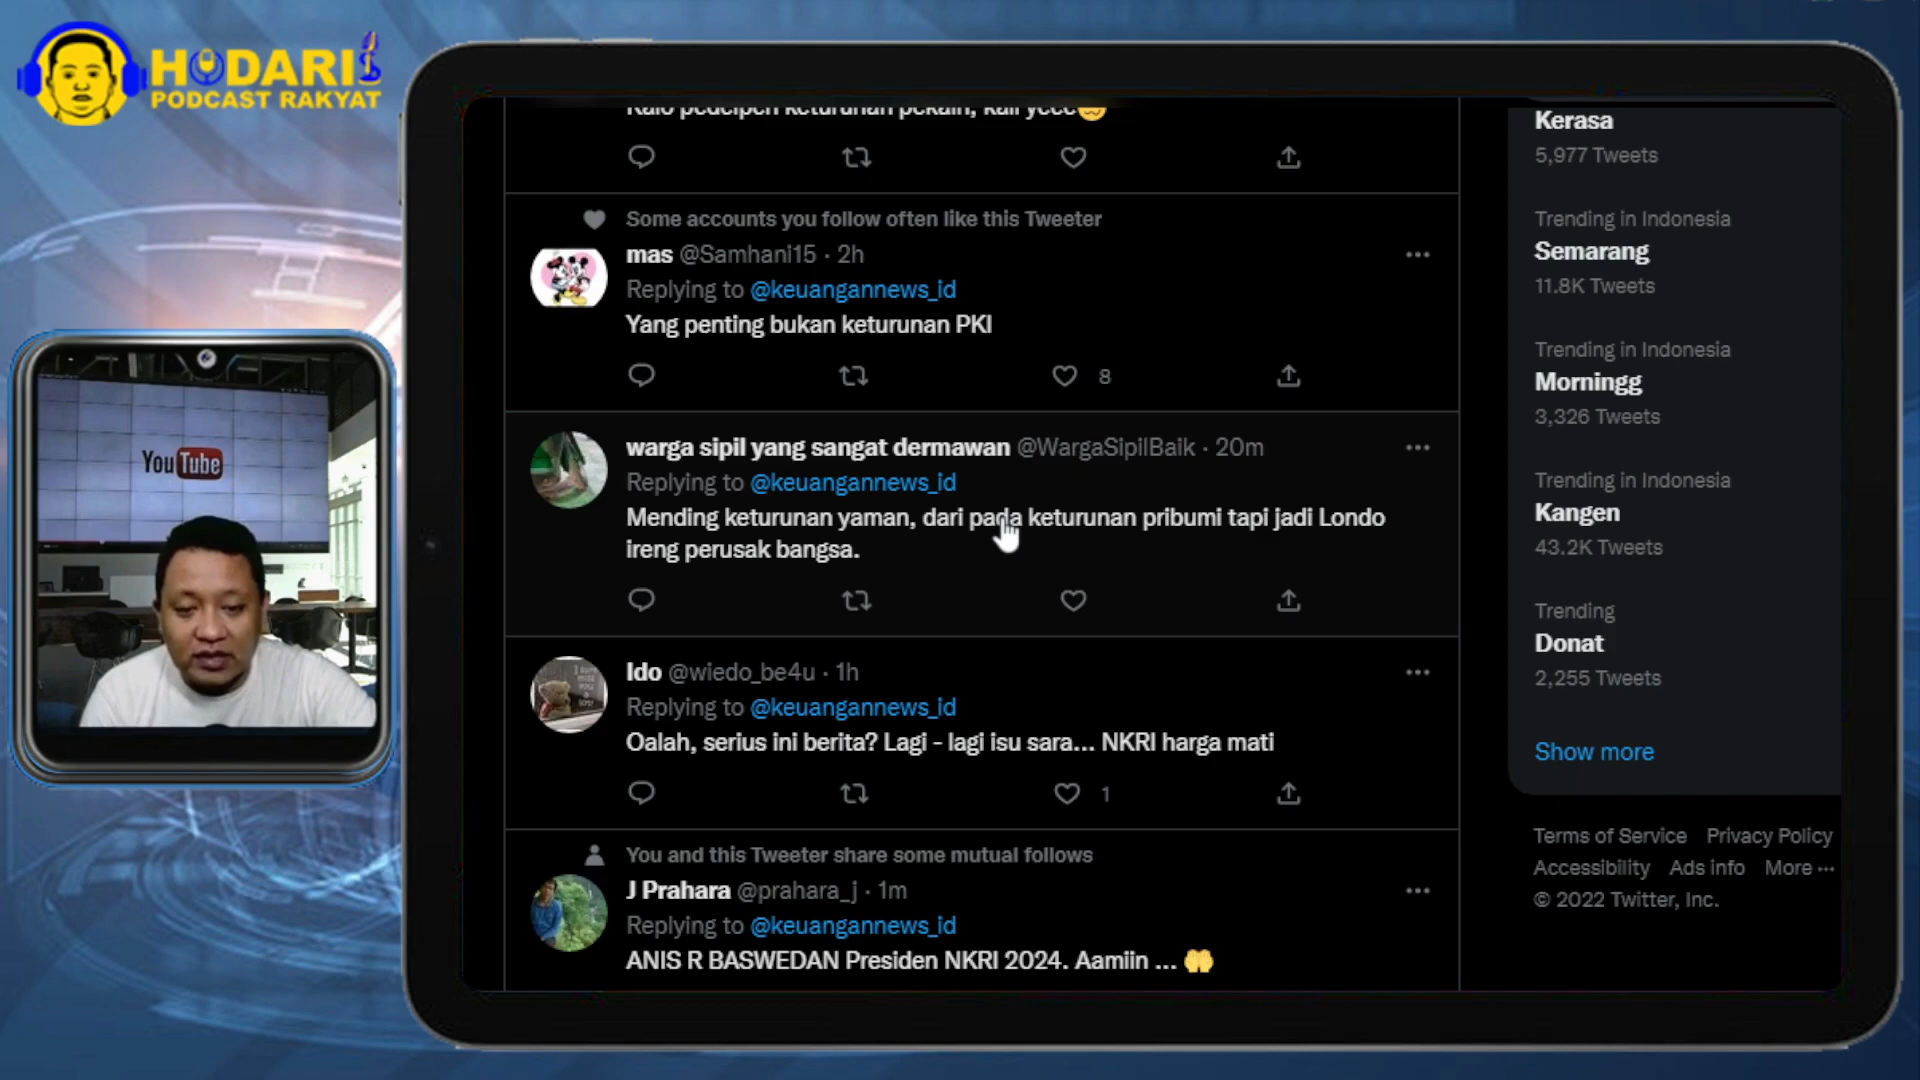 HODARI
PODCAST RAKYAT
YouTube
Kalo pedelpeh keturunan pekain, kali yeee
Some accounts you follow often like this Tweeter
mas @Samhani15 · 2h
Replying to @keuangannews_id
Yang penting bukan keturunan PKI
8
warga sipil yang sangat dermawan @WargaSipilBaik · 20m
Replying to @keuangannews_id
Mending keturunan yaman, dari pada keturunan pribumi tapi jadi Londo
ireng perusak bangsa.
Ido @wiedo_be4u · 1h
Replying to @keuangannews_id
Oalah, serius ini berita? Lagi - lagi isu sara... NKRI harga mati
1
You and this Tweeter share some mutual follows
J Prahara @prahara_j · 1m
Replying to @keuangannews_id
ANIS R BASWEDAN Presiden NKRI 2024. Aamiin ... 🤲
Kerasa
5,977 Tweets
Trending in Indonesia
Semarang
11.8K Tweets
Trending in Indonesia
Morningg
3,326 Tweets
Trending in Indonesia
Kangen
43.2K Tweets
Trending
Donat
2,255 Tweets
Show more
Terms of Service Privacy Policy
Accessibility Ads info More ···
© 2022 Twitter, Inc.